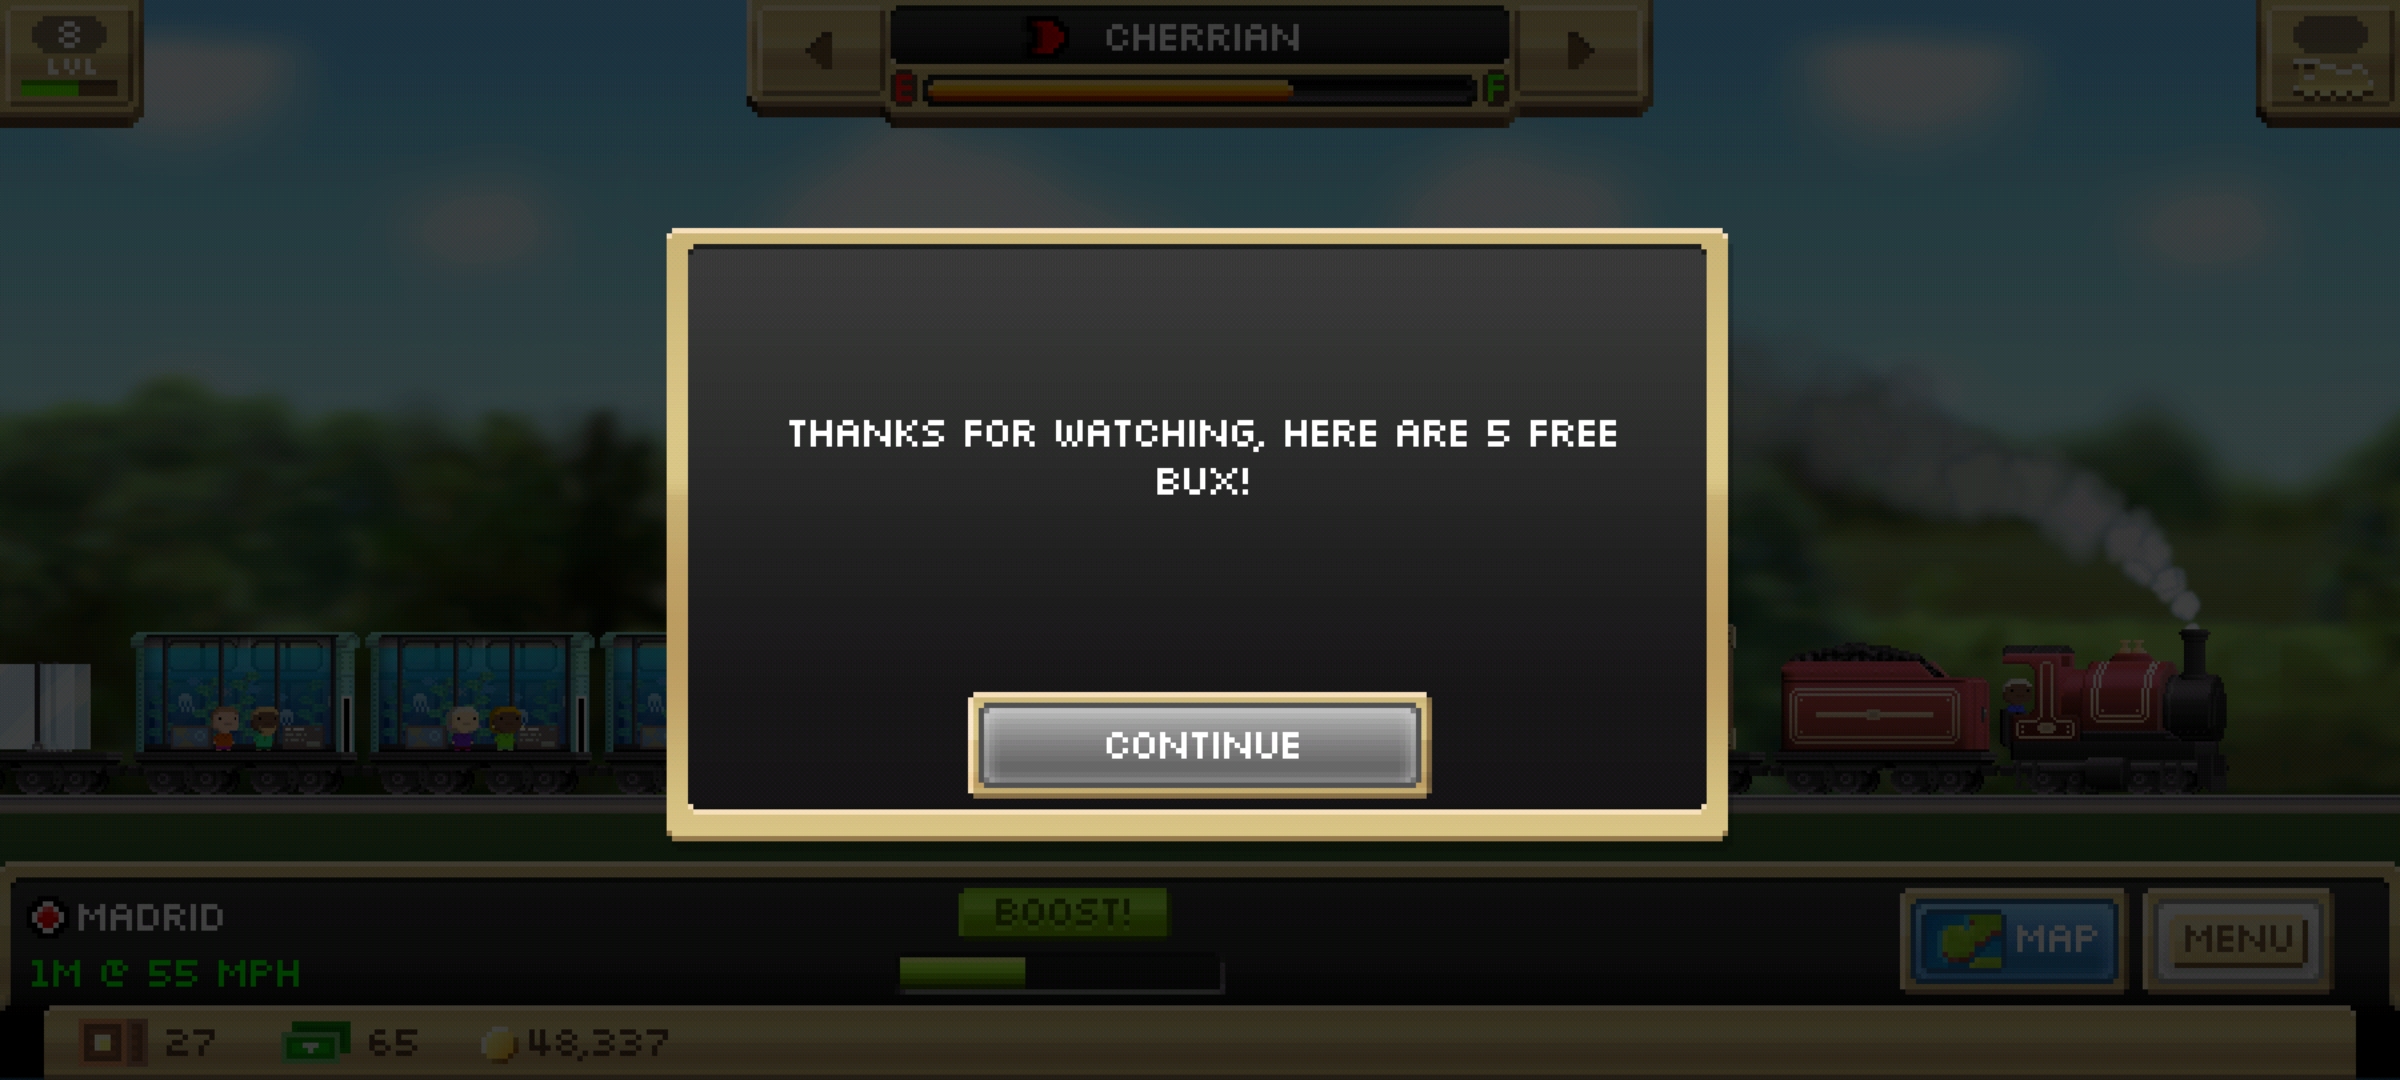 8
LVL
CHERRIAN
E
F
THANKS FOR WATCHING, HERE ARE 5 FREE
BUX!
CONTINUE
MADRID
1M @ 55 MPH
BOOST!
MAP
MENU
27
65
48,337